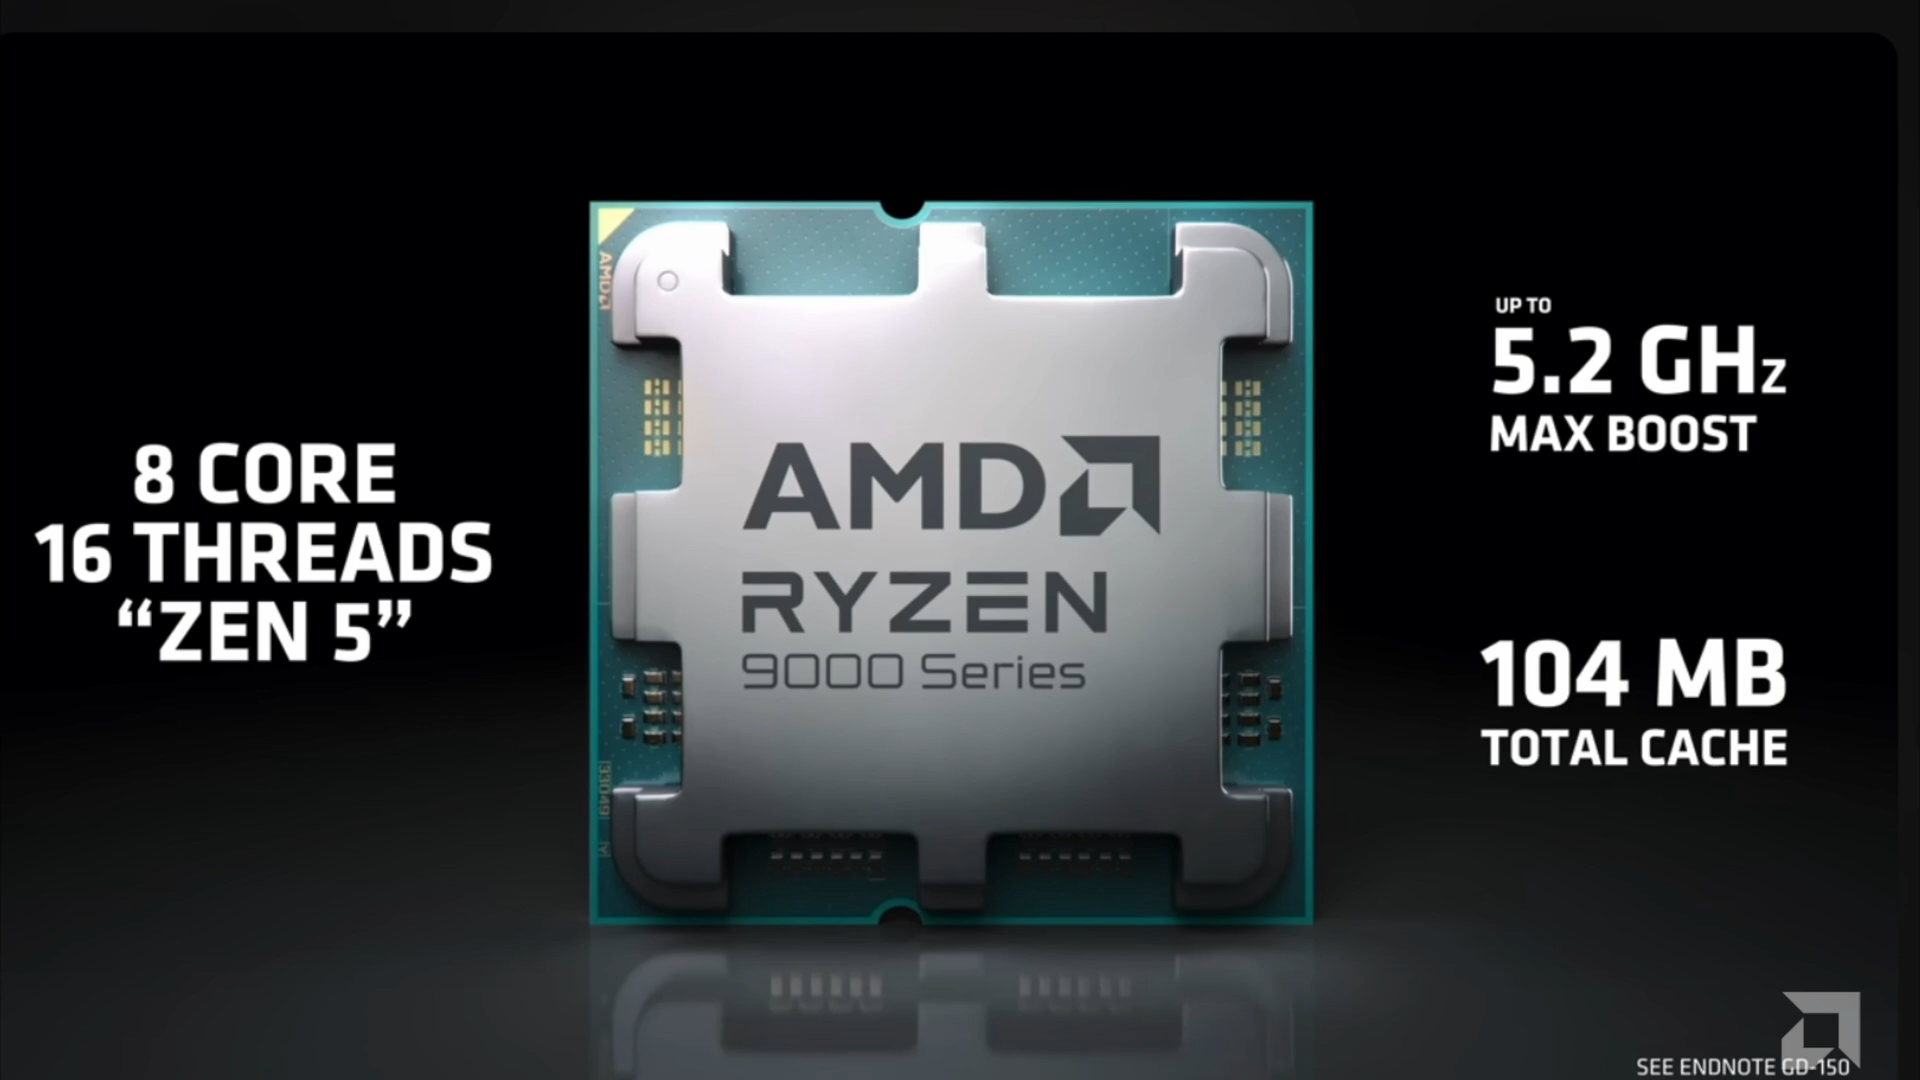 8 CORE
16 THREADS
“ZEN 5”
AMD
AMD
RYZEN
9000 Series
UP TO
5.2 GHz
MAX BOOST
104 MB
TOTAL CACHE
SEE ENDNOTE GD-150